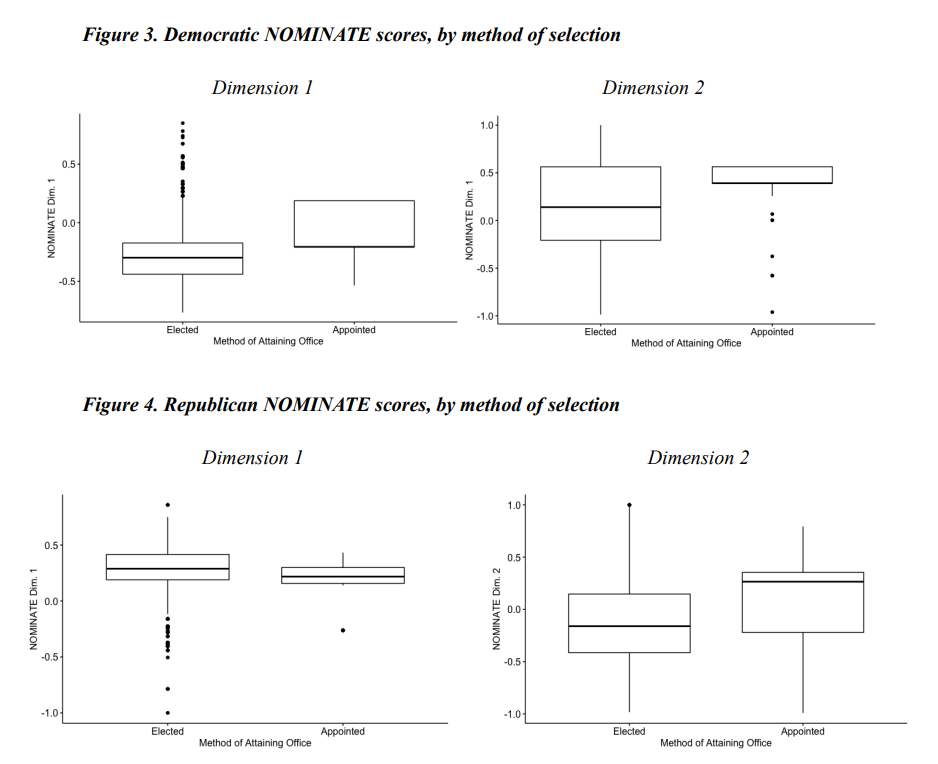 Figure 3. Democratic NOMINATE scores, by method of selection
Dimension 1
Dimension 2
NOMINATE Dim. 1
0.5
0.0
-0.5
Elected
Appointed
Method of Attaining Office
NOMINATE Dim. 1
1.0
0.5
0.0
-0.5
-1.0
Elected
Appointed
Method of Attaining Office
Figure 4. Republican NOMINATE scores, by method of selection
Dimension 1
Dimension 2
NOMINATE Dim. 1
0.5
0.0
-0.5
-1.0
Elected
Appointed
Method of Attaining Office
NOMINATE Dim. 2
1.0
0.5
0.0
-0.5
-1.0
Elected
Appointed
Method of Attaining Office